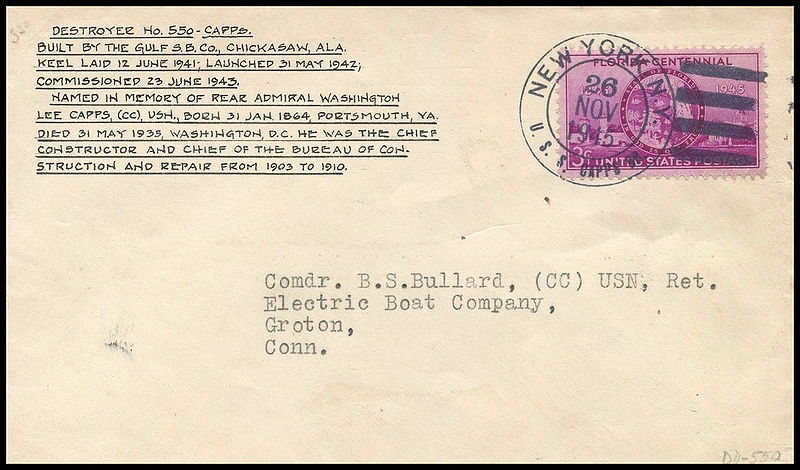 DESTROYER No. 550 - CAPPS.
BUILT BY THE GULF S.B. CO., CHICKASAW, ALA.
KEEL LAID 12 JUNE 1941; LAUNCHED 31 MAY 1942;
COMMISSIONED 23 JUNE 1943.
NAMED IN MEMORY OF REAR ADMIRAL WASHINGTON
LEE CAPPS, (CC), USN., BORN 31 JAN. 1864, PORTSMOUTH, VA.
DIED 31 MAY 1935, WASHINGTON, D.C. HE WAS THE CHIEF
CONSTRUCTOR AND CHIEF OF THE BUREAU OF CON-
STRUCTION AND REPAIR FROM 1903 TO 1910.
NEW YORK N.Y.
26
NOV
1945
U.S.S. CAPPS
FLORIDA CENTENNIAL
1945
3¢ UNITED STATES POSTAGE
Comdr. B.S.Bullard, (CC) USN, Ret.
Electric Boat Company,
Groton,
Conn.
DD-550